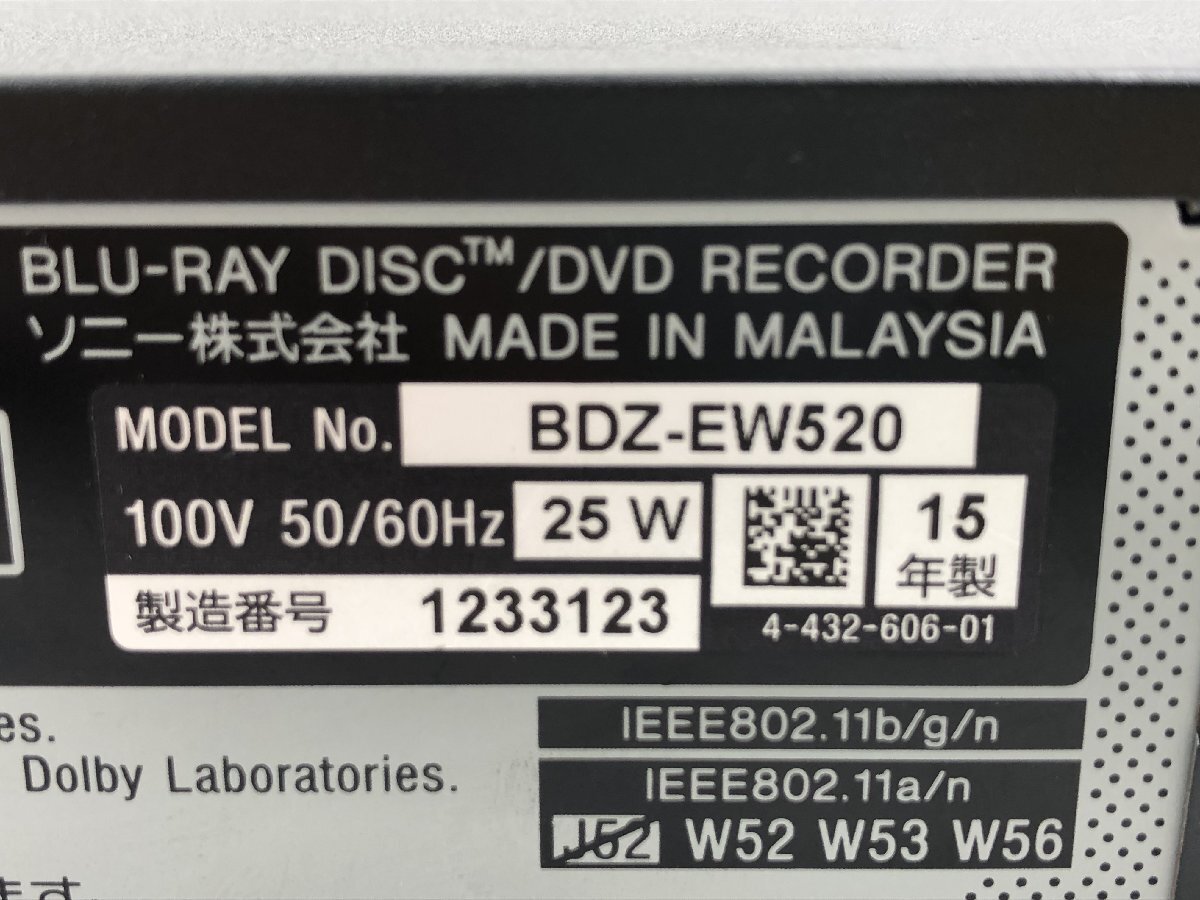 BLU-RAY DISC™/DVD RECORDER
ソニー株式会社 MADE IN MALAYSIA
MODEL No. BDZ-EW520
100V 50/60Hz 25 W
15
年製
製造番号 1233123
4-432-606-01
es.
Dolby Laboratories.
IEEE802.11b/g/n
IEEE802.11a/n
J52 W52 W53 W56
ます。